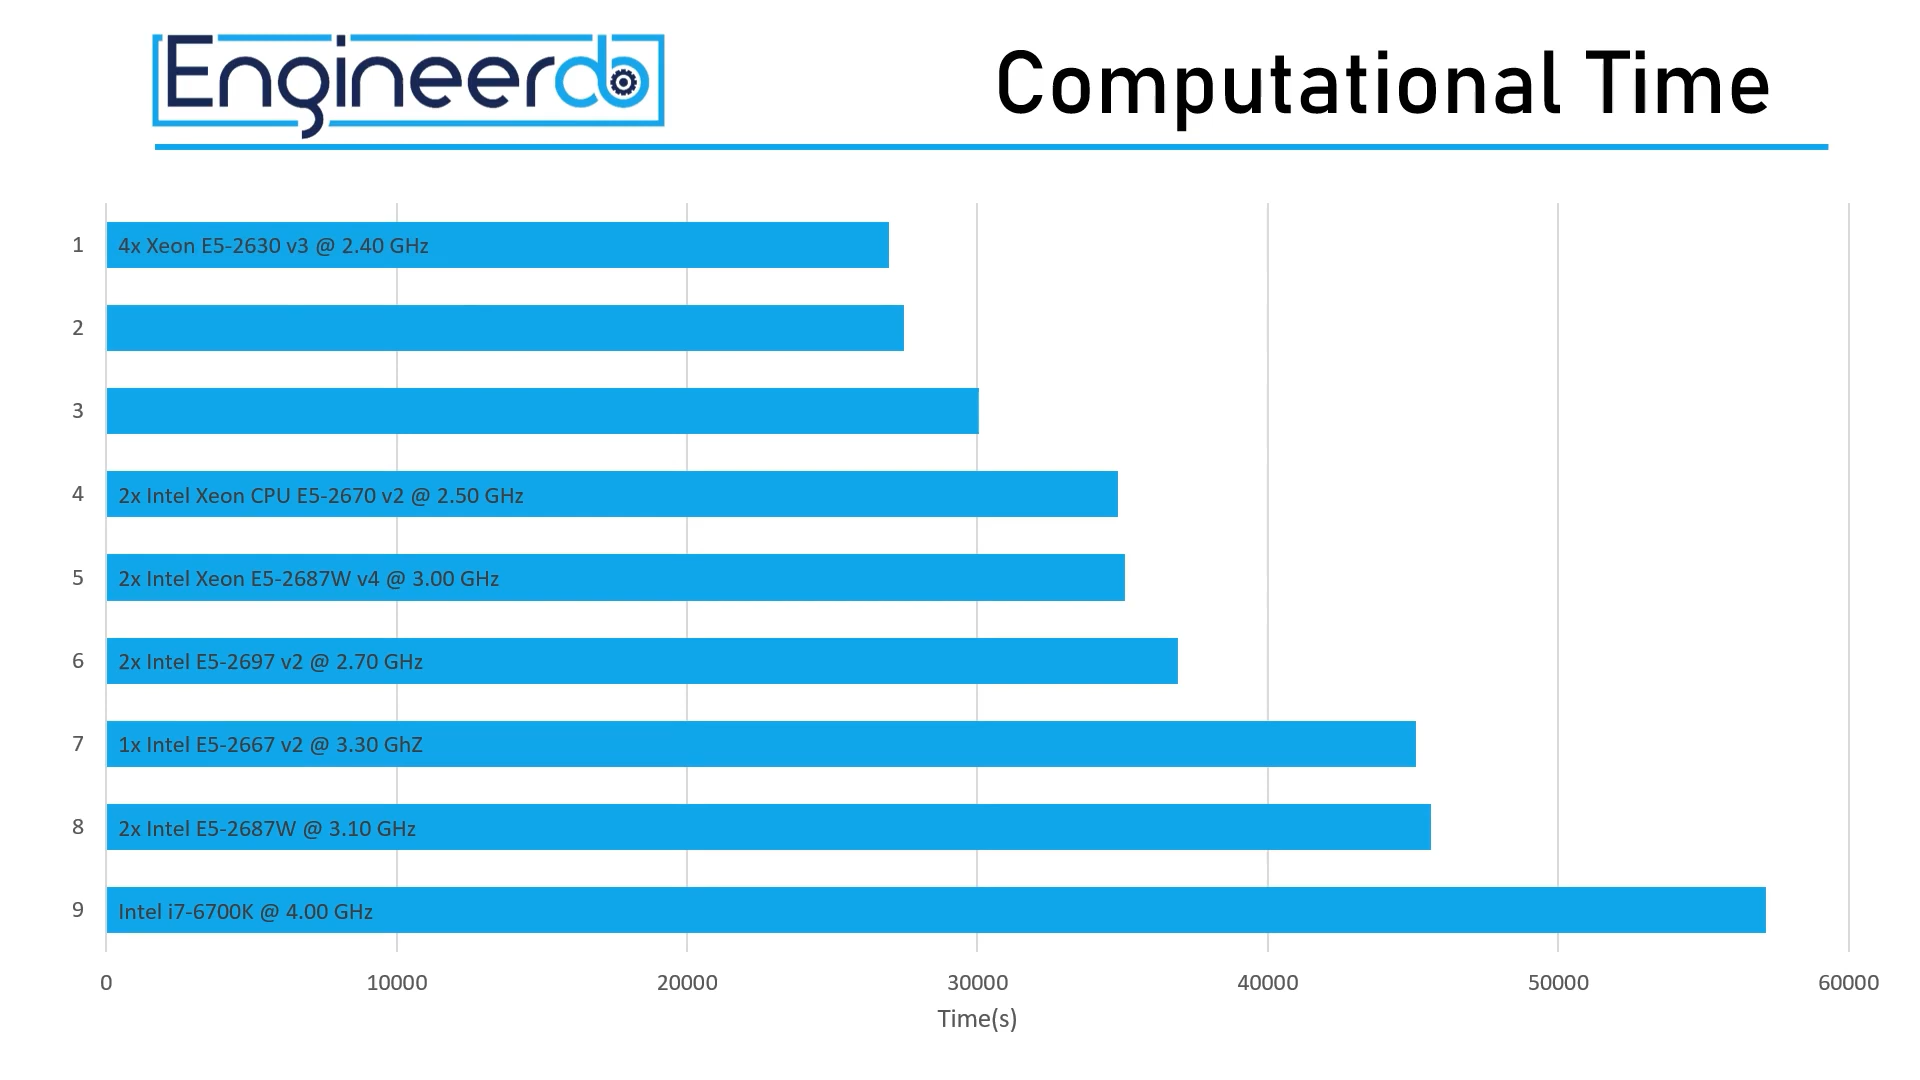 Engineerdo
Computational Time
1
4x Xeon E5-2630 v3 @ 2.40 GHz
2
3
4
2x Intel Xeon CPU E5-2670 v2 @ 2.50 GHz
5
2x Intel Xeon E5-2687W v4 @ 3.00 GHz
6
2x Intel E5-2697 v2 @ 2.70 GHz
7
1x Intel E5-2667 v2 @ 3.30 GhZ
8
2x Intel E5-2687W @ 3.10 GHz
9
Intel i7-6700K @ 4.00 GHz
0 10000 20000 30000 40000 50000 60000
Time(s)